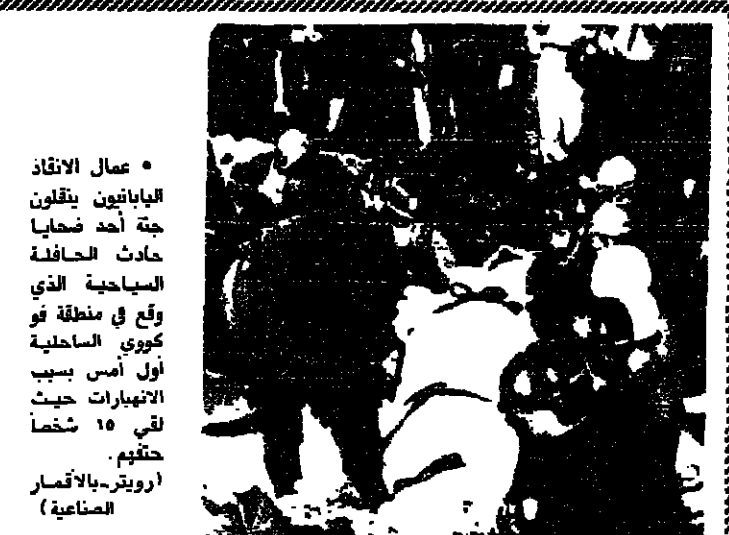 • عمال الانقاذ
اليابانيون ينقلون
جثة أحد ضحايا
حادث الحافلة
السياحية الذي
وقع في منطقة فو
كووي الساحلية
أول أمس بسبب
الانهيارات حيث
لقي ١٥ شخصاً
حتفهم .
(رويتر-بالاقمار
الصناعية)